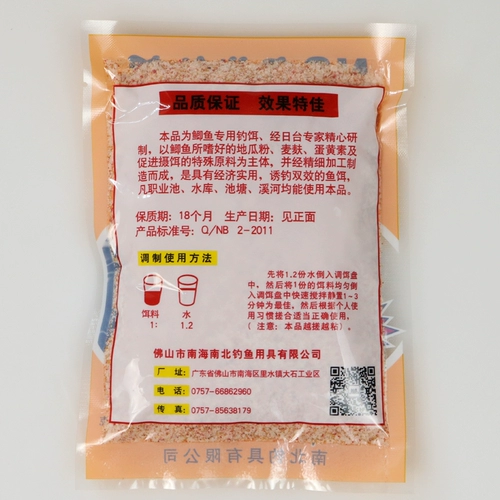 品质保证 效果特佳
本品为鲫鱼专用钓饵、经日台专家精心研
制，以鲫鱼所嗜好的地瓜粉、麦麸、蛋黄素及
促进摄饵的特殊原料为主体，并经精细加工制
造而成，是具有经济实用，诱钓双效的鱼饵，
凡职业池、水库、池塘、溪河均能使用本品。
保质期：18个月 生产日期：见正面
产品标准号：Q/NB 2-2011
调制使用方法
先将1.2份水倒入调饵盘
中，然后将1份的饵料均匀倒
入调饵盘中快速搅拌静置1-3
分钟为最佳。然后根据个人使
用习惯搓合适当正确使用。
（注意：本品越搓越粘）。
饵料 水
1: 1.2
佛山市南海南北钓鱼用具有限公司
厂 址： 广东省佛山市南海区里水镇大石工业区
电 话： 0757-66862960
传 真： 0757-85638179
南北钓具有限公司